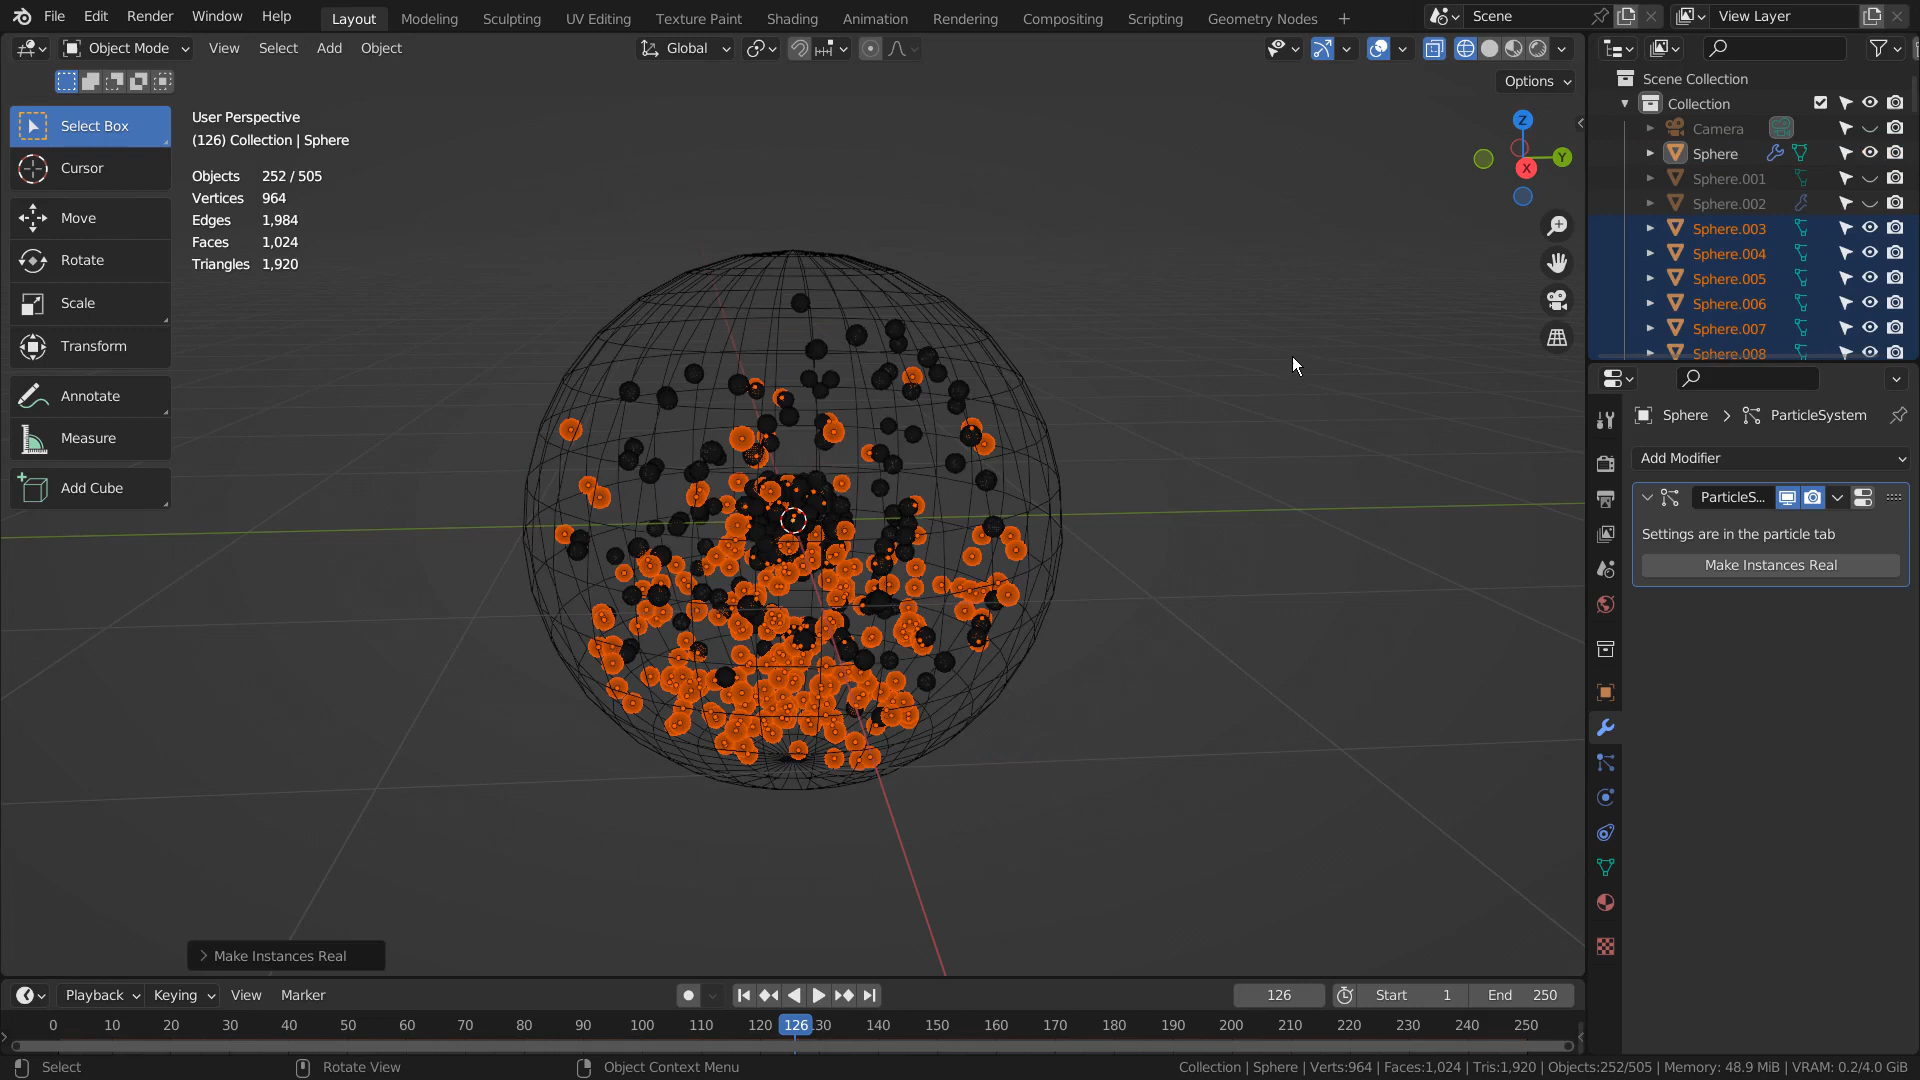 File Edit Render Window Help Layout Modeling Sculpting UV Editing Texture Paint Shading Animation Rendering Compositing Scripting Geometry Nodes + Scene View Layer
Object Mode View Select Add Object Global
Options
Select Box
Cursor
Move
Rotate
Scale
Transform
Annotate
Measure
Add Cube
User Perspective
(126) Collection | Sphere
Objects 252 / 505
Vertices 964
Edges 1,984
Faces 1,024
Triangles 1,920
Z
Y
X
Scene Collection
Collection
Camera
Sphere
Sphere.001
Sphere.002
Sphere.003
Sphere.004
Sphere.005
Sphere.006
Sphere.007
Sphere.008
Sphere > ParticleSystem
Add Modifier
ParticleS...
Settings are in the particle tab
Make Instances Real
Make Instances Real
Playback Keying View Marker 126 Start 1 End 250
0 10 20 30 40 50 60 70 80 90 100 110 120 126 130 140 150 160 170 180 190 200 210 220 230 240 250
Select Rotate View Object Context Menu Collection | Sphere | Verts:964 | Faces:1,024 | Tris:1,920 | Objects:252/505 | Memory: 48.9 MiB | VRAM: 0.2/4.0 GiB